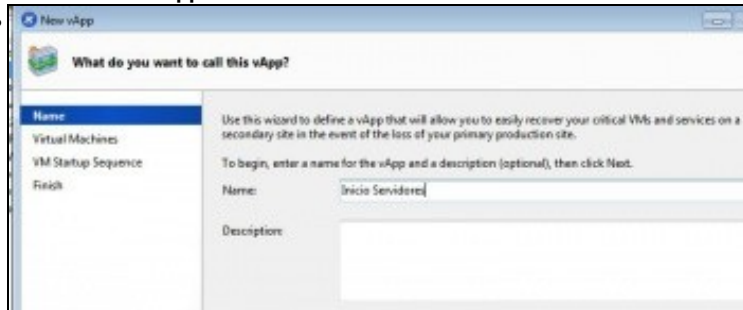 New vApp
What do you want to call this vApp?
Name
Virtual Machines
VM Startup Sequence
Finish
Use this wizard to define a vApp that will allow you to easily recover your critical VMs and services on a
secondary site in the event of the loss of your primary production site.
To begin, enter a name for the vApp and a description (optional), then click Next.
Name:
Inicio Servidores
Description: